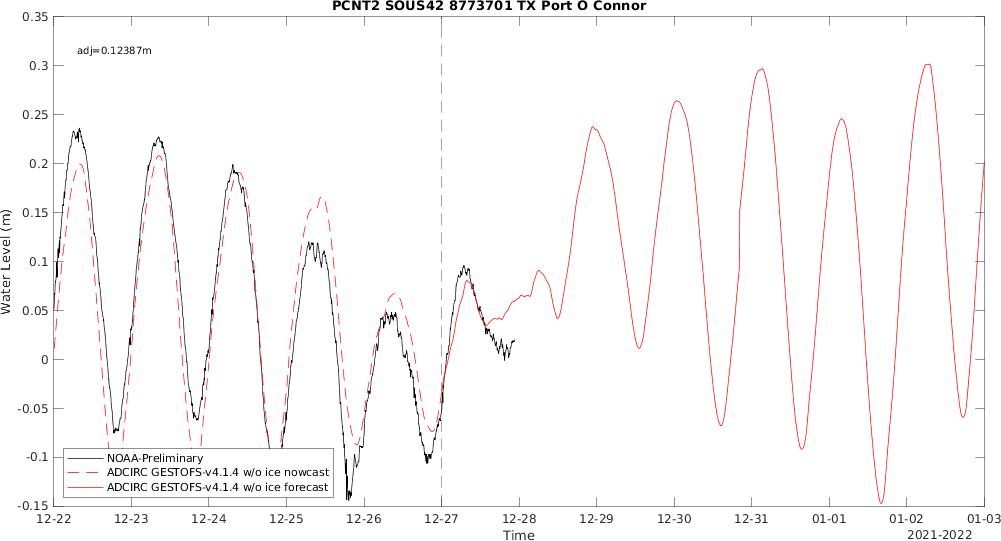 PCNT2 SOUS42 8773701 TX Port O Connor
adj=0.12387m
0.35
0.3
0.25
0.2
0.15
0.1
0.05
0
-0.05
-0.1
-0.15
Water Level (m)
NOAA-Preliminary
ADCIRC GESTOFS-v4.1.4 w/o ice nowcast
ADCIRC GESTOFS-v4.1.4 w/o ice forecast
12-22 12-23 12-24 12-25 12-26 12-27 12-28 12-29 12-30 12-31 01-01 01-02 01-03
Time
2021-2022